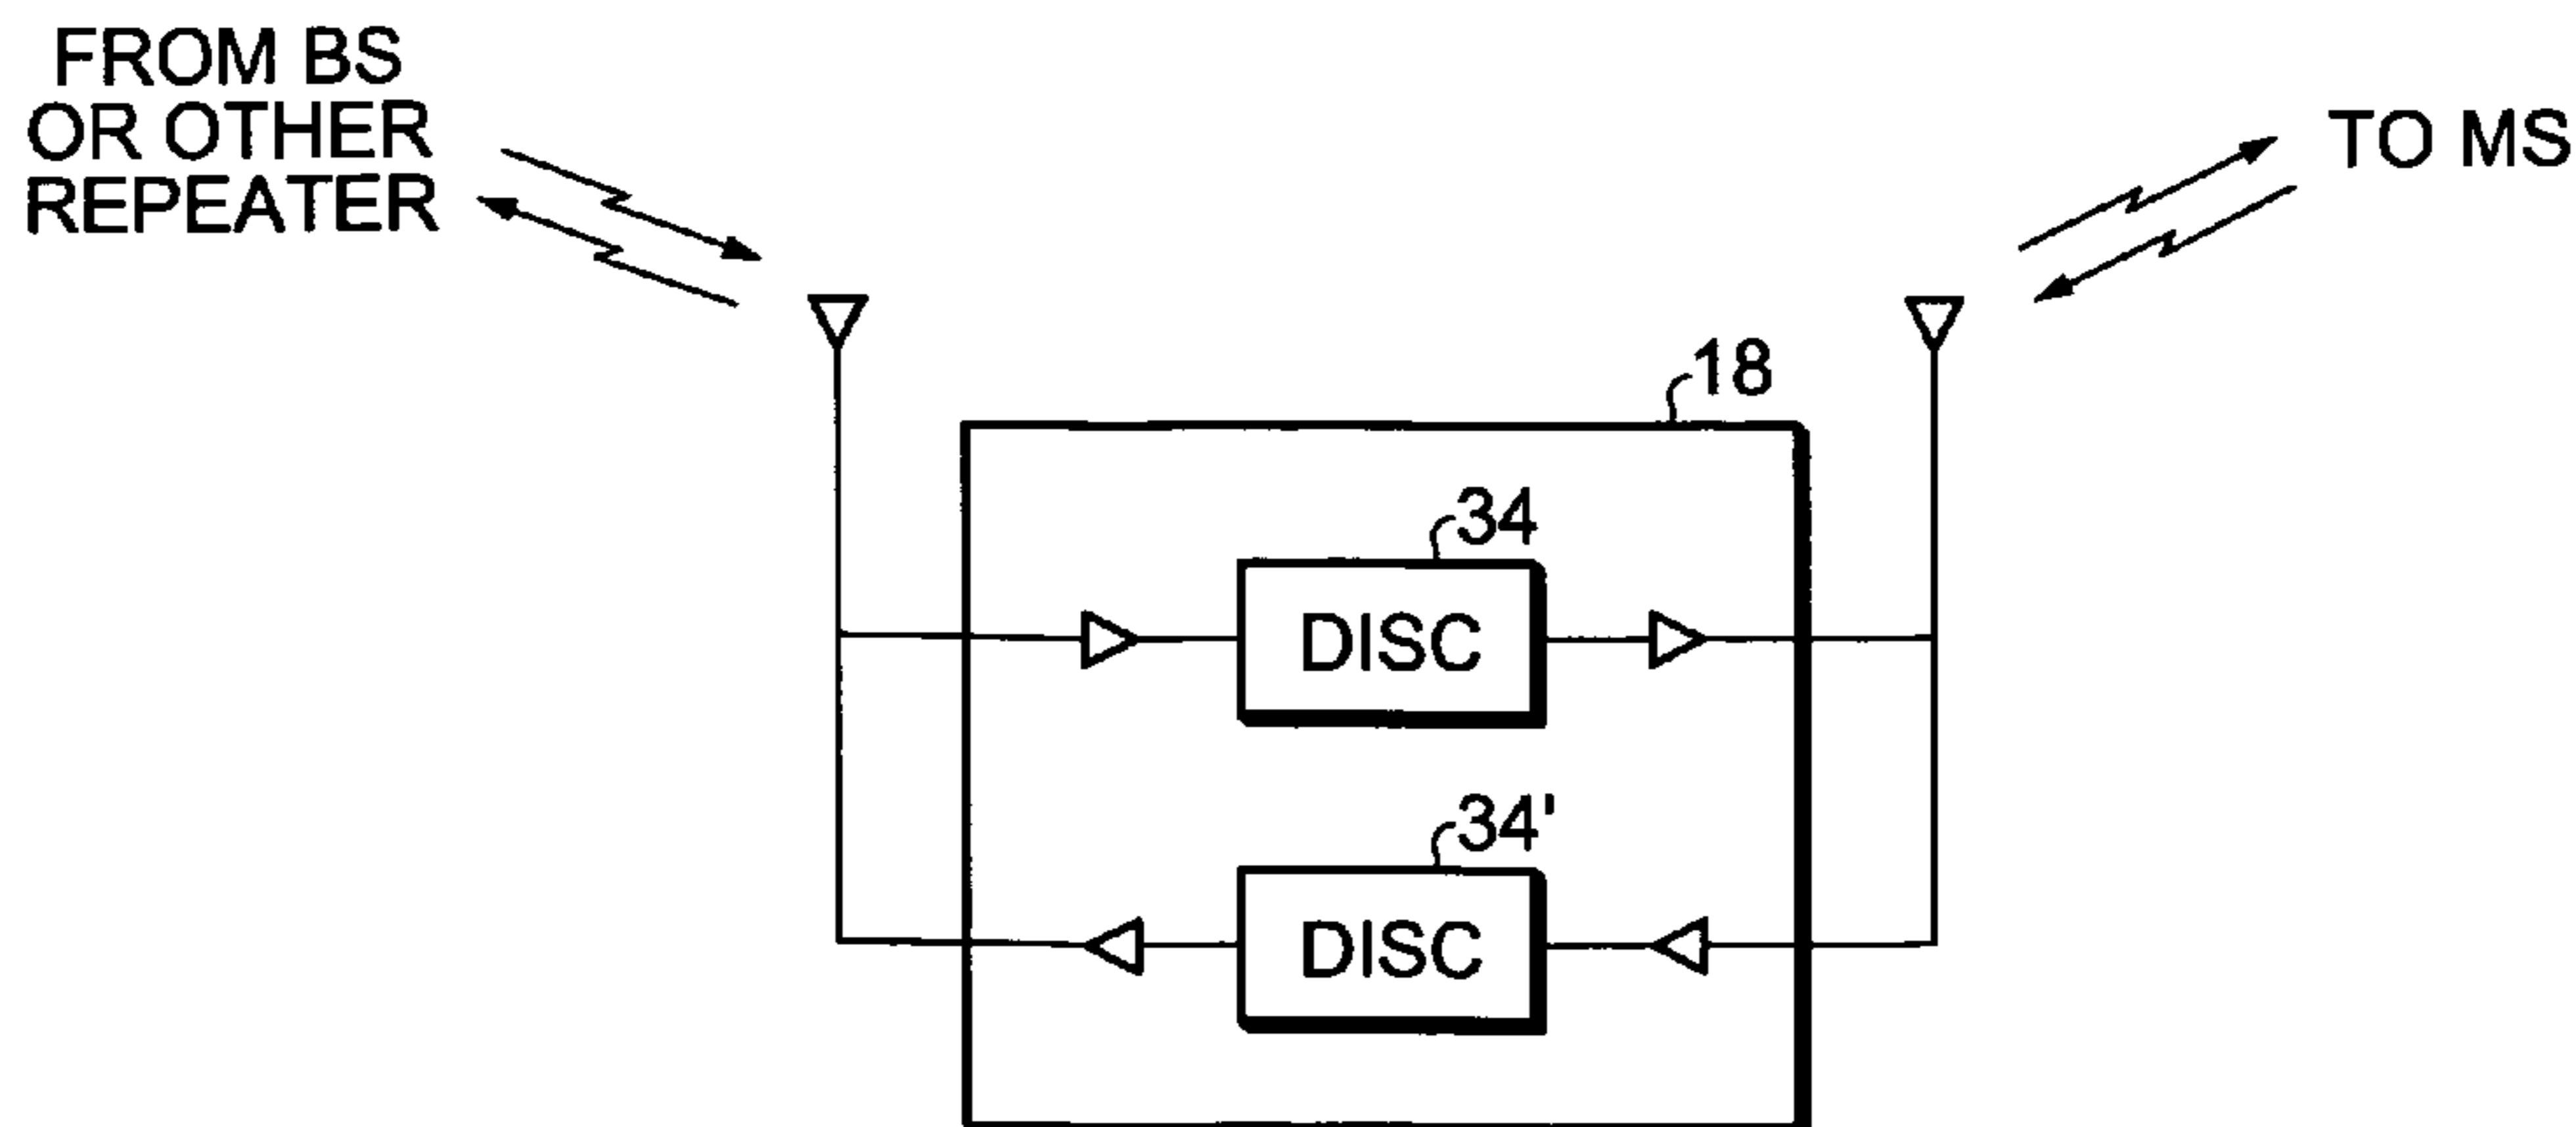 FROM BS
OR OTHER
REPEATER
TO MS
18
34
DISC
34'
DISC